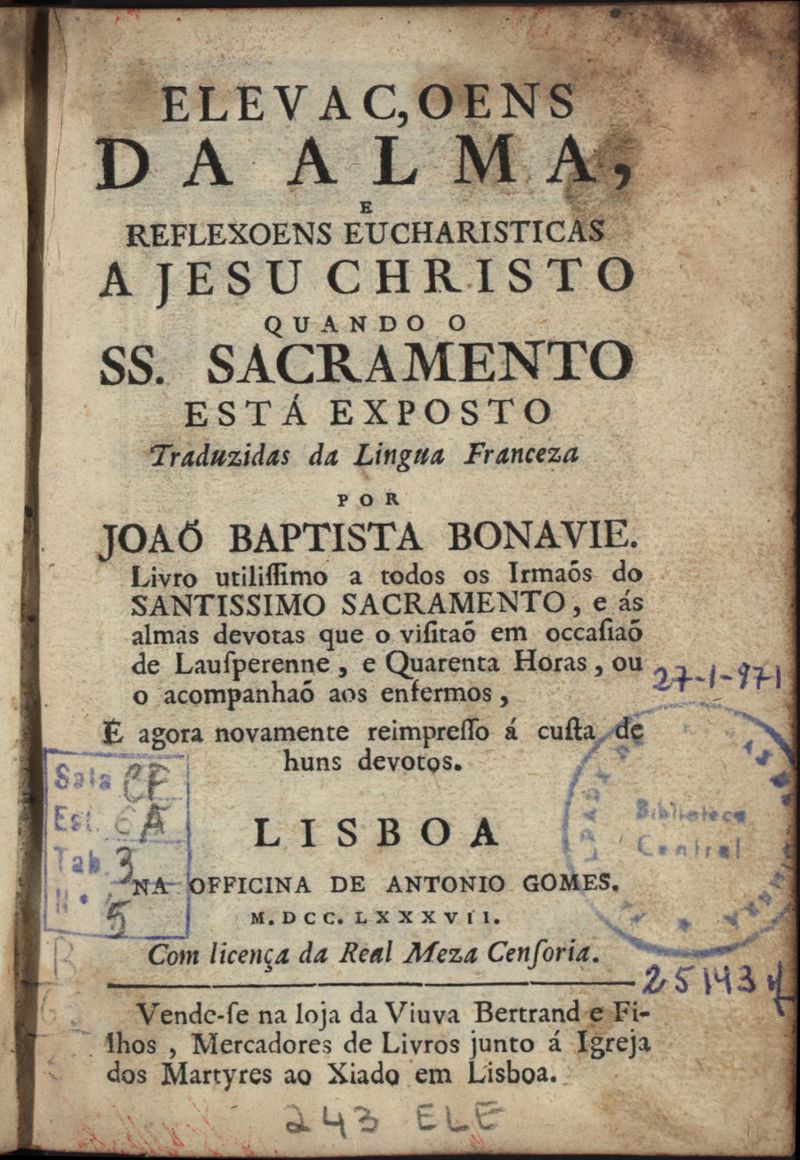 ELEVAC,OENS
DA ALMA,
E
REFLEXOENS EUCHARISTICAS
A JESU CHRISTO
QUANDO O
SS. SACRAMENTO
ESTÁ EXPOSTO
Traduzidas da Lingua Franceza
POR
JOAÕ BAPTISTA BONAVIE.
Livro utiliſſimo a todos os Irmaõs do
SANTISSIMO SACRAMENTO, e ás
almas devotas que o viſitaõ em occaſiaõ
de Lauſperenne, e Quarenta Horas, ou
o acompanhaõ aos enfermos,
27-1-971
E agora novamente reimpreſſo á cuſta de
huns devotos.
Sala CF
Est. 6A
Tab. 3
N.º 5
Biblioteca
Central
LISBOA
NA OFFICINA DE ANTONIO GOMES.
M. DCC. LXXXVII.
Com licença da Real Meza Cenſoria.
25143
Vende-ſe na loja da Viuva Bertrand e Fi-
lhos, Mercadores de Livros junto á Igreja
dos Martyres ao Xiado em Lisboa.
243 ELE